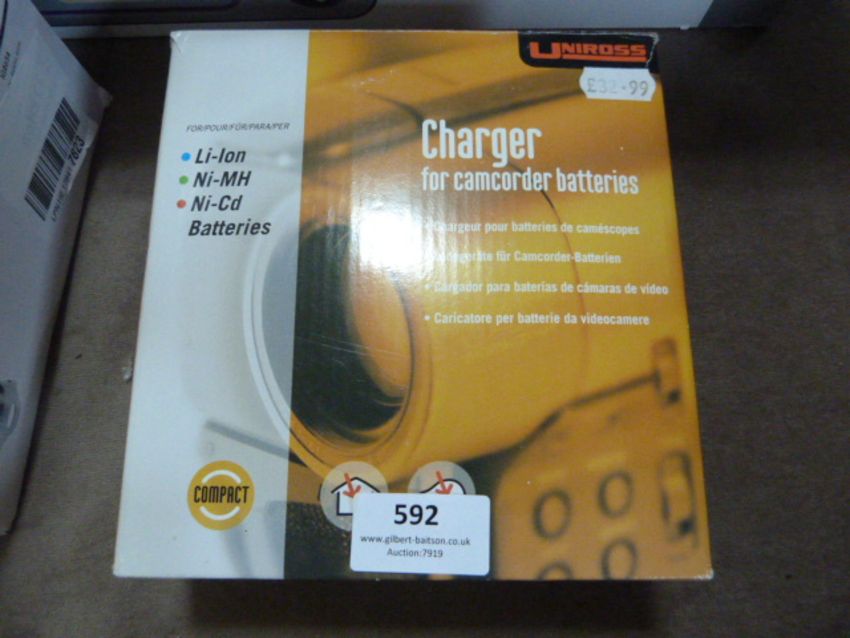 UNIROSS
£32.99
FOR/POUR/FÜR/PARA/PER
• Li-Ion
• Ni-MH
• Ni-Cd
Batteries
Charger
for camcorder batteries
• Chargeur pour batteries de caméscopes
• Ladegeräte für Camcorder-Batterien
• Cargador para baterías de cámaras de video
• Caricatore per batterie da videocamere
COMPACT
592
www.gilbert-baitson.co.uk
Auction:7919
7623